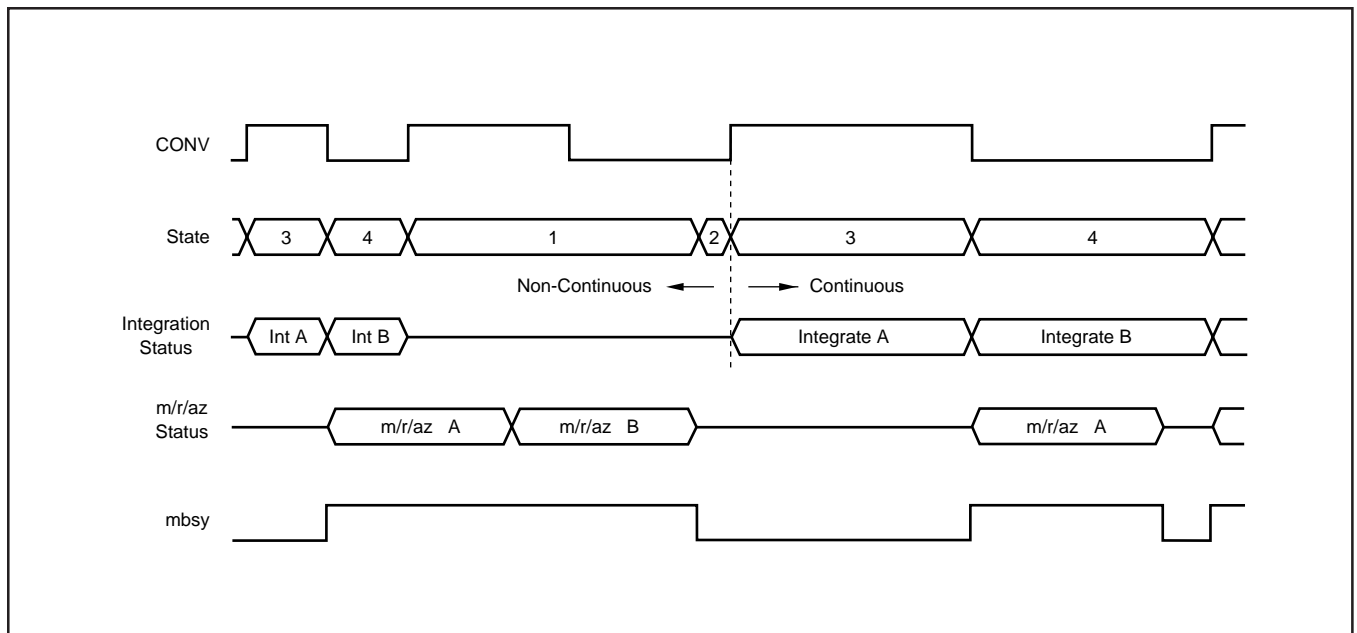 CONV
State
3
4
1
2
3
4
Non-Continuous
Continuous
Integration
Status
Int A
Int B
Integrate A
Integrate B
m/r/az
Status
m/r/az A
m/r/az B
m/r/az A
mbsy